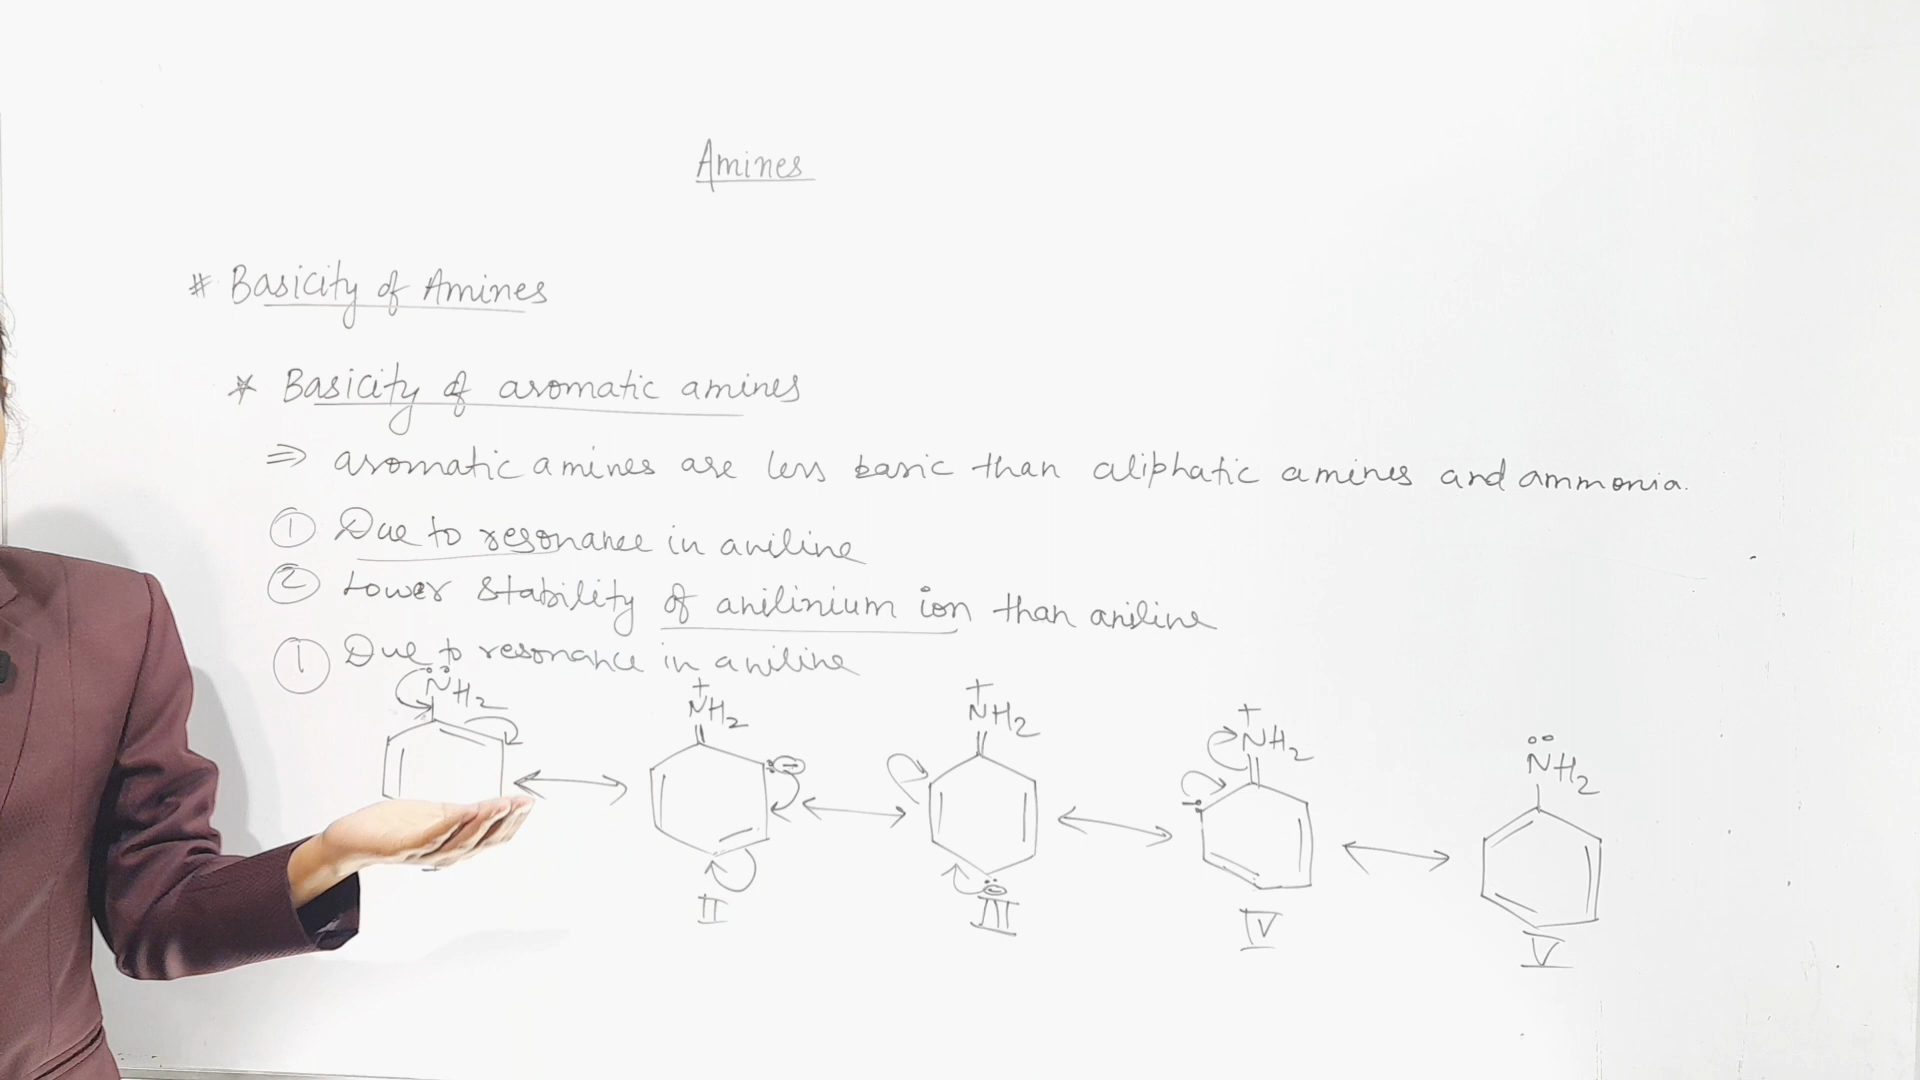 Amines
# Basicity of Amines
* Basicity of aromatic amines
⇒ aromatic amines are less basic than aliphatic amines and ammonia.
① Due to resonance in aniline
② Lower stability of anilinium ion than aniline
① Due to resonance in aniline
NH2 +NH2 +NH2 +NH2 NH2
II III IV V